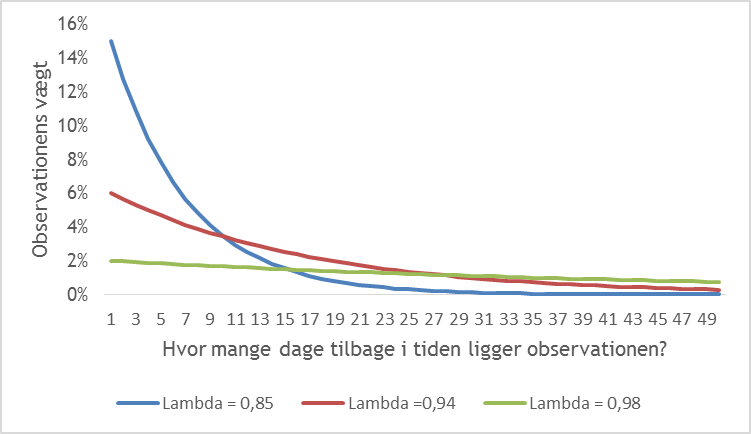 16%
14%
12%
10%
8%
6%
4%
2%
0%
Observationens vægt
1 3 5 7 9 11 13 15 17 19 21 23 25 27 29 31 33 35 37 39 41 43 45 47 49
Hvor mange dage tilbage i tiden ligger observationen?
Lambda = 0,85 Lambda =0,94 Lambda = 0,98